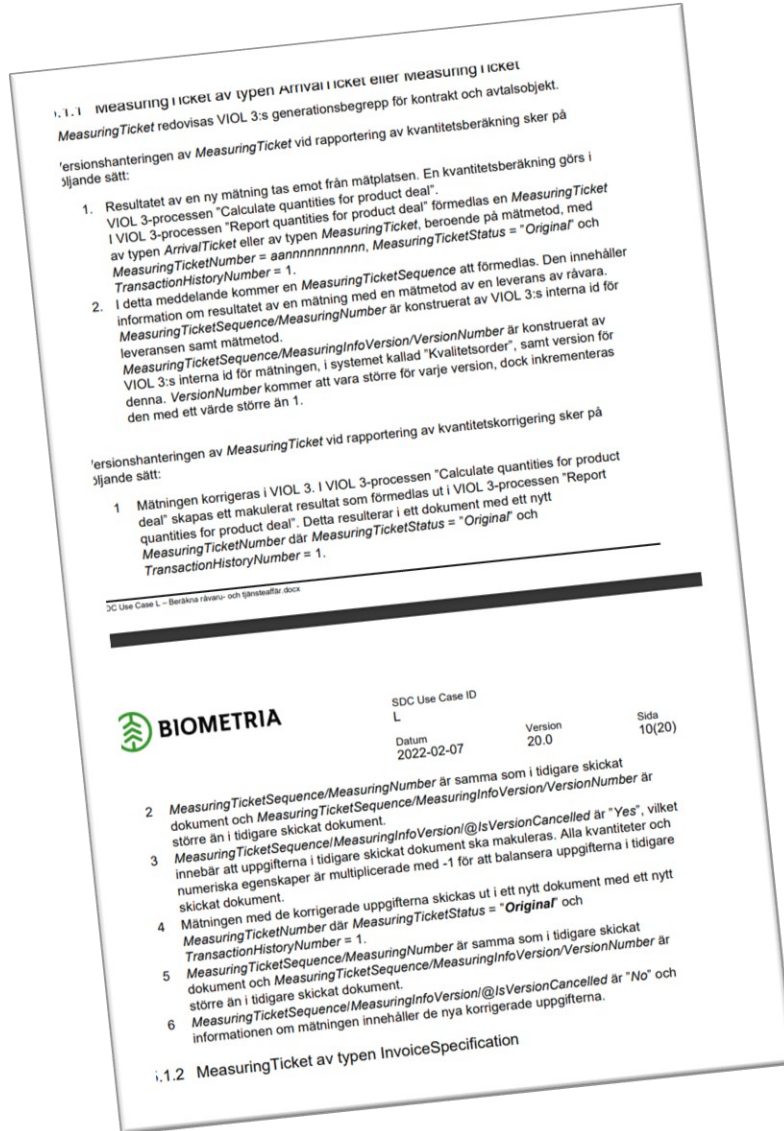 .1.1 MeasuringTicket av typen ArrivalTicket eller MeasuringTicket
MeasuringTicket redovisas VIOL 3:s generationsbegrepp för kontrakt och avtalsobjekt.
ersionshanteringen av MeasuringTicket vid rapportering av kvantitetsberäkning sker på
öljande sätt:
1. Resultatet av en ny mätning tas emot från mätplatsen. En kvantitetsberäkning görs i
VIOL 3-processen "Calculate quantities for product deal".
I VIOL 3-processen "Report quantities for product deal" förmedlas en MeasuringTicket
av typen ArrivalTicket eller av typen MeasuringTicket, beroende på mätmetod, med
MeasuringTicketNumber = aannnnnnnnnn, MeasuringTicketStatus = "Original" och
TransactionHistoryNumber = 1.
2. I detta meddelande kommer en MeasuringTicketSequence att förmedlas. Den innehåller
information om resultatet av en mätning med en mätmetod av en leverans av råvara.
MeasuringTicketSequence/MeasuringNumber är konstruerat av VIOL 3:s interna id för
leveransen samt mätmetod.
MeasuringTicketSequence/MeasuringInfoVersion/VersionNumber är konstruerat av
VIOL 3:s interna id för mätningen, i systemet kallad "Kvalitetsorder", samt version för
denna. VersionNumber kommer att vara större för varje version, dock inkrementeras
den med ett värde större än 1.
ersionshanteringen av MeasuringTicket vid rapportering av kvantitetskorrigering sker på
öljande sätt:
1 Mätningen korrigeras i VIOL 3. I VIOL 3-processen "Calculate quantities for product
deal" skapas ett makulerat resultat som förmedlas ut i VIOL 3-processen "Report
quantities for product deal". Detta resulterar i ett dokument med ett nytt
MeasuringTicketNumber där MeasuringTicketStatus = "Original" och
TransactionHistoryNumber = 1.
DC Use Case L – Beräkna råvaru- och tjänsteaffär.docx
BIOMETRIA
SDC Use Case ID
L
Datum Version Sida
2022-02-07 20.0 10(20)
2 MeasuringTicketSequence/MeasuringNumber är samma som i tidigare skickat
dokument och MeasuringTicketSequence/MeasuringInfoVersion/VersionNumber är
större än i tidigare skickat dokument.
3 MeasuringTicketSequence/MeasuringInfoVersion/@IsVersionCancelled är "Yes", vilket
innebär att uppgifterna i tidigare skickat dokument ska makuleras. Alla kvantiteter och
numeriska egenskaper är multiplicerade med -1 för att balansera uppgifterna i tidigare
skickat dokument.
4 Mätningen med de korrigerade uppgifterna skickas ut i ett nytt dokument med ett nytt
MeasuringTicketNumber där MeasuringTicketStatus = "Original" och
TransactionHistoryNumber = 1.
5 MeasuringTicketSequence/MeasuringNumber är samma som i tidigare skickat
dokument och MeasuringTicketSequence/MeasuringInfoVersion/VersionNumber är
större än i tidigare skickat dokument.
6 MeasuringTicketSequence/MeasuringInfoVersion/@IsVersionCancelled är "No" och
informationen om mätningen innehåller de nya korrigerade uppgifterna.
.1.2 MeasuringTicket av typen InvoiceSpecification